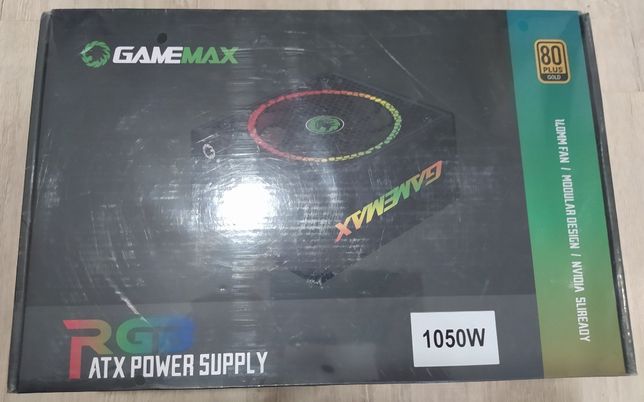 GAMEMAX
80
PLUS
GOLD
140MM FAN / MODULAR DESIGN / NVIDIA SLIREADY
GAMEMAX
RGB
ATX POWER SUPPLY
1050W